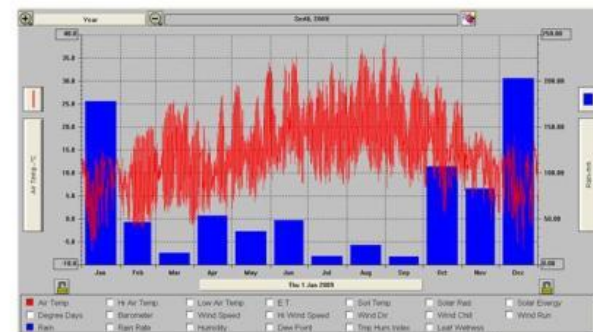 Year
40.0 250.00
35.0
30.0 200.00
25.0
20.0 150.00
15.0
10.0 100.00
5.0
0.0 50.00
-5.0
-10.0 0.00
Air Temp - °C
Rain-mm
Jan Feb Mar Apr May Jun Jul Aug Sep Oct Nov Dec
Thu 1 Jan 2009
Air Temp Hi Air Temp Low Air Temp E.T. Soil Temp Solar Rad Solar Energy
Degree Days Barometer Wind Speed Hi Wind Speed Wind Dir Wind Chill Wind Run
Rain Rain Rate Humidity Dew Point Temp Hum Index Leaf Wetness